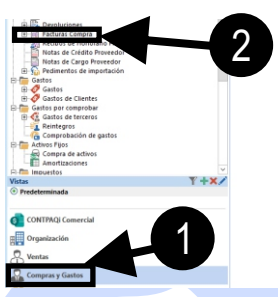 Devoluciones
Facturas Compra
2
Recibos de Honorario
Notas de Crédito Proveedor
Notas de Cargo Proveedor
Pedimentos de importación
Gastos
Gastos
Gastos de Clientes
Gastos por comprobar
Gastos de terceros
Reintegros
Comprobación de gastos
Activos Fijos
Compra de activos
Amortizaciones
Impuestos
Vistas
Predeterminada
CONTPAQi Comercial
Organización
1
Ventas
Compras y Gastos